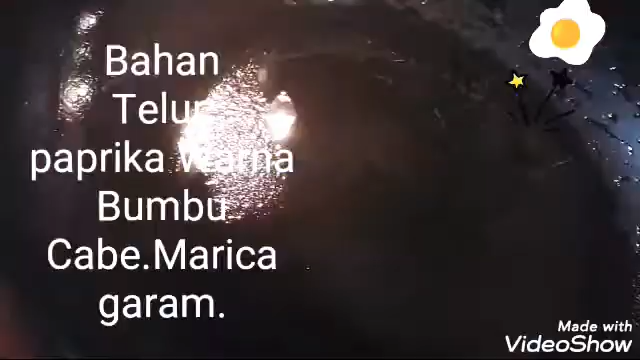 Bahan
Telur
paprika warna
Bumbu
Cabe.Marica
garam.
Made with
VideoShow